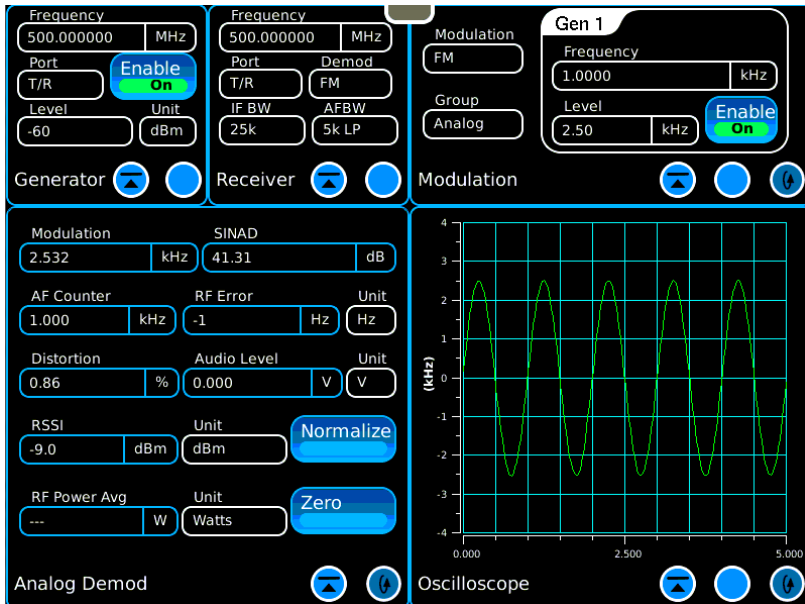 Frequency
500.000000 MHz
Port
T/R
Enable
On
Level
Unit
-60
dBm
Generator
Frequency
500.000000 MHz
Port
Demod
T/R
FM
IF BW
AFBW
25k
5k LP
Receiver
Modulation
FM
Group
Analog
Gen 1
Frequency
1.0000 kHz
Level
2.50 kHz
Enable
On
Modulation
Modulation
SINAD
2.532 kHz
41.31 dB
AF Counter
RF Error
Unit
1.000 kHz
-1 Hz
Hz
Distortion
Audio Level
Unit
0.86 %
0.000 V
V
RSSI
Unit
-9.0 dBm
dBm
Normalize
RF Power Avg
Unit
--- W
Watts
Zero
Analog Demod
4
3
2
1
0
-1
-2
-3
-4
(kHz)
0.000
2.500
5.000
Oscilloscope